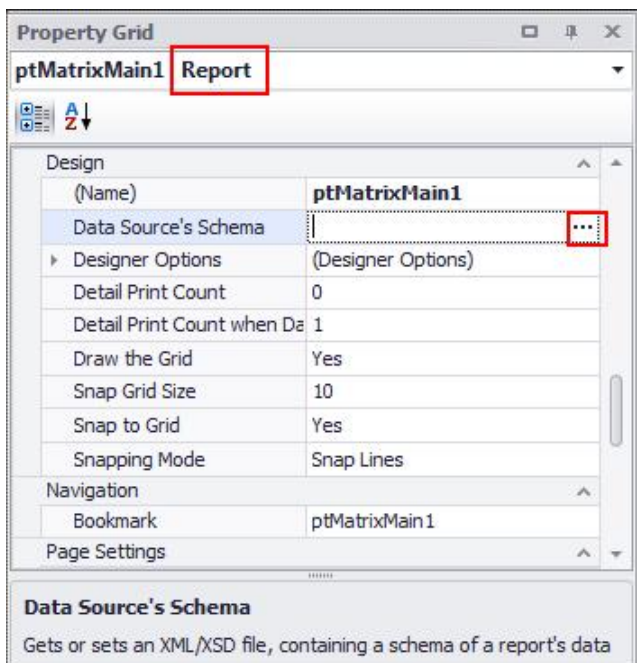 Property Grid
ptMatrixMain1 Report
A
Z
Design
(Name) ptMatrixMain1
Data Source's Schema ...
Designer Options (Designer Options)
Detail Print Count 0
Detail Print Count when Da 1
Draw the Grid Yes
Snap Grid Size 10
Snap to Grid Yes
Snapping Mode Snap Lines
Navigation
Bookmark ptMatrixMain1
Page Settings
Data Source's Schema
Gets or sets an XML/XSD file, containing a schema of a report's data